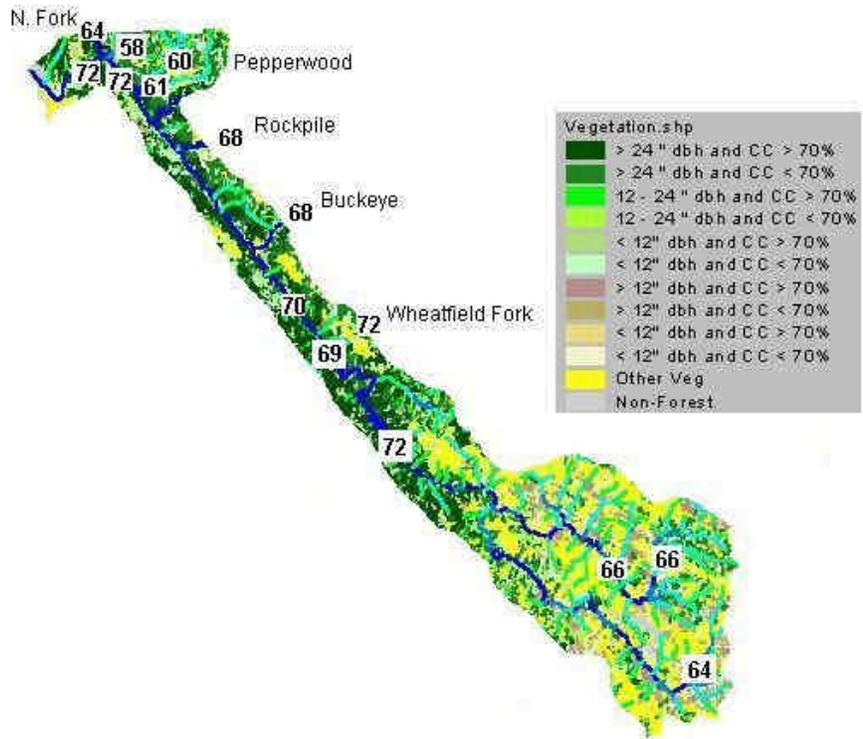 N. Fork
64
58
60
Pepperwood
72
72
61
Rockpile
68
Buckeye
68
70
72
Wheatfield Fork
69
72
66
66
64
Vegetation.shp
> 24 " dbh and CC > 70%
> 24 " dbh and CC < 70%
12 - 24 " dbh and CC > 70%
12 - 24 " dbh and CC < 70%
< 12" dbh and CC > 70%
< 12" dbh and CC < 70%
> 12" dbh and CC > 70%
> 12" dbh and CC < 70%
< 12" dbh and CC > 70%
< 12" dbh and CC < 70%
Other Veg
Non-Forest